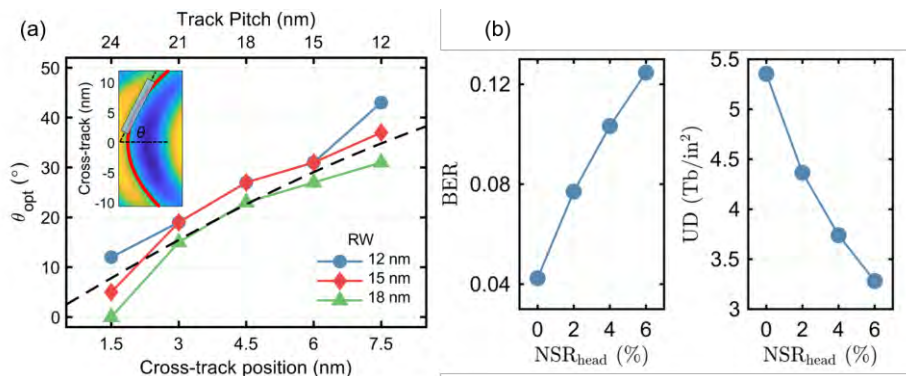 (a)
Track Pitch (nm)
24 21 18 15 12
θopt (°)
50
40
30
20
10
0
Cross-track (nm)
10
5
0
-5
-10
θ
RW
12 nm
15 nm
18 nm
1.5 3 4.5 6 7.5
Cross-track position (nm)
(b)
BER
0.12
0.08
0.04
0 2 4 6
NSRhead (%)
UD (Tb/in²)
5.5
5
4.5
4
3.5
3
0 2 4 6
NSRhead (%)